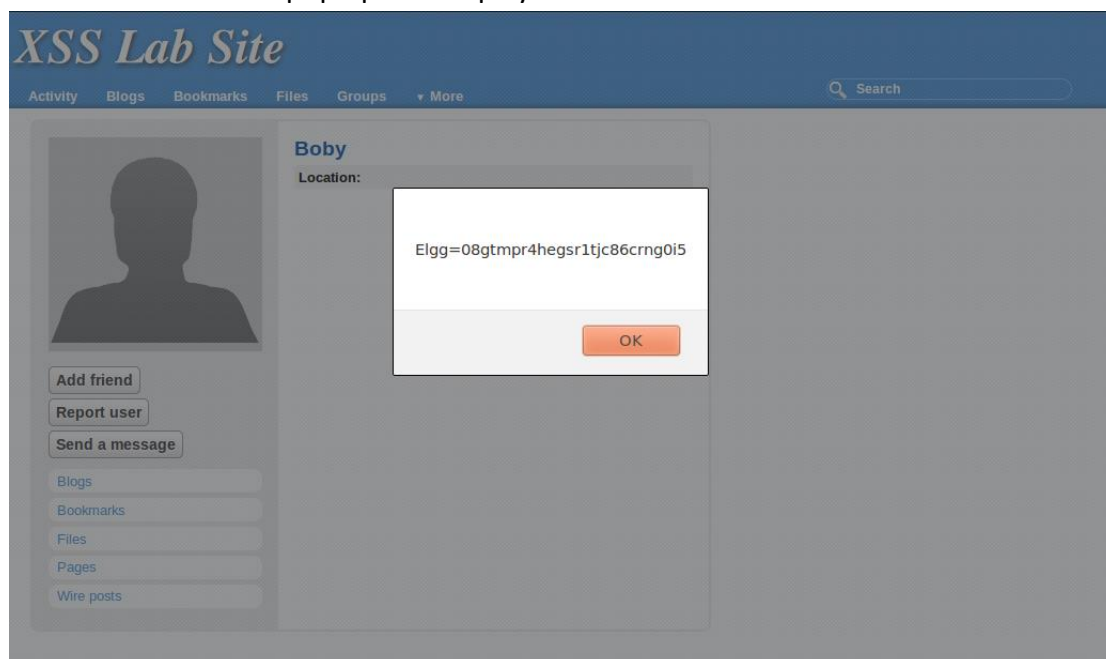 XSS Lab Site
Activity Blogs Bookmarks Files Groups ▾ More
Search
Boby
Location:
Elgg=08gtmpr4hegsr1tjc86crng0i5
OK
Add friend
Report user
Send a message
Blogs
Bookmarks
Files
Pages
Wire posts